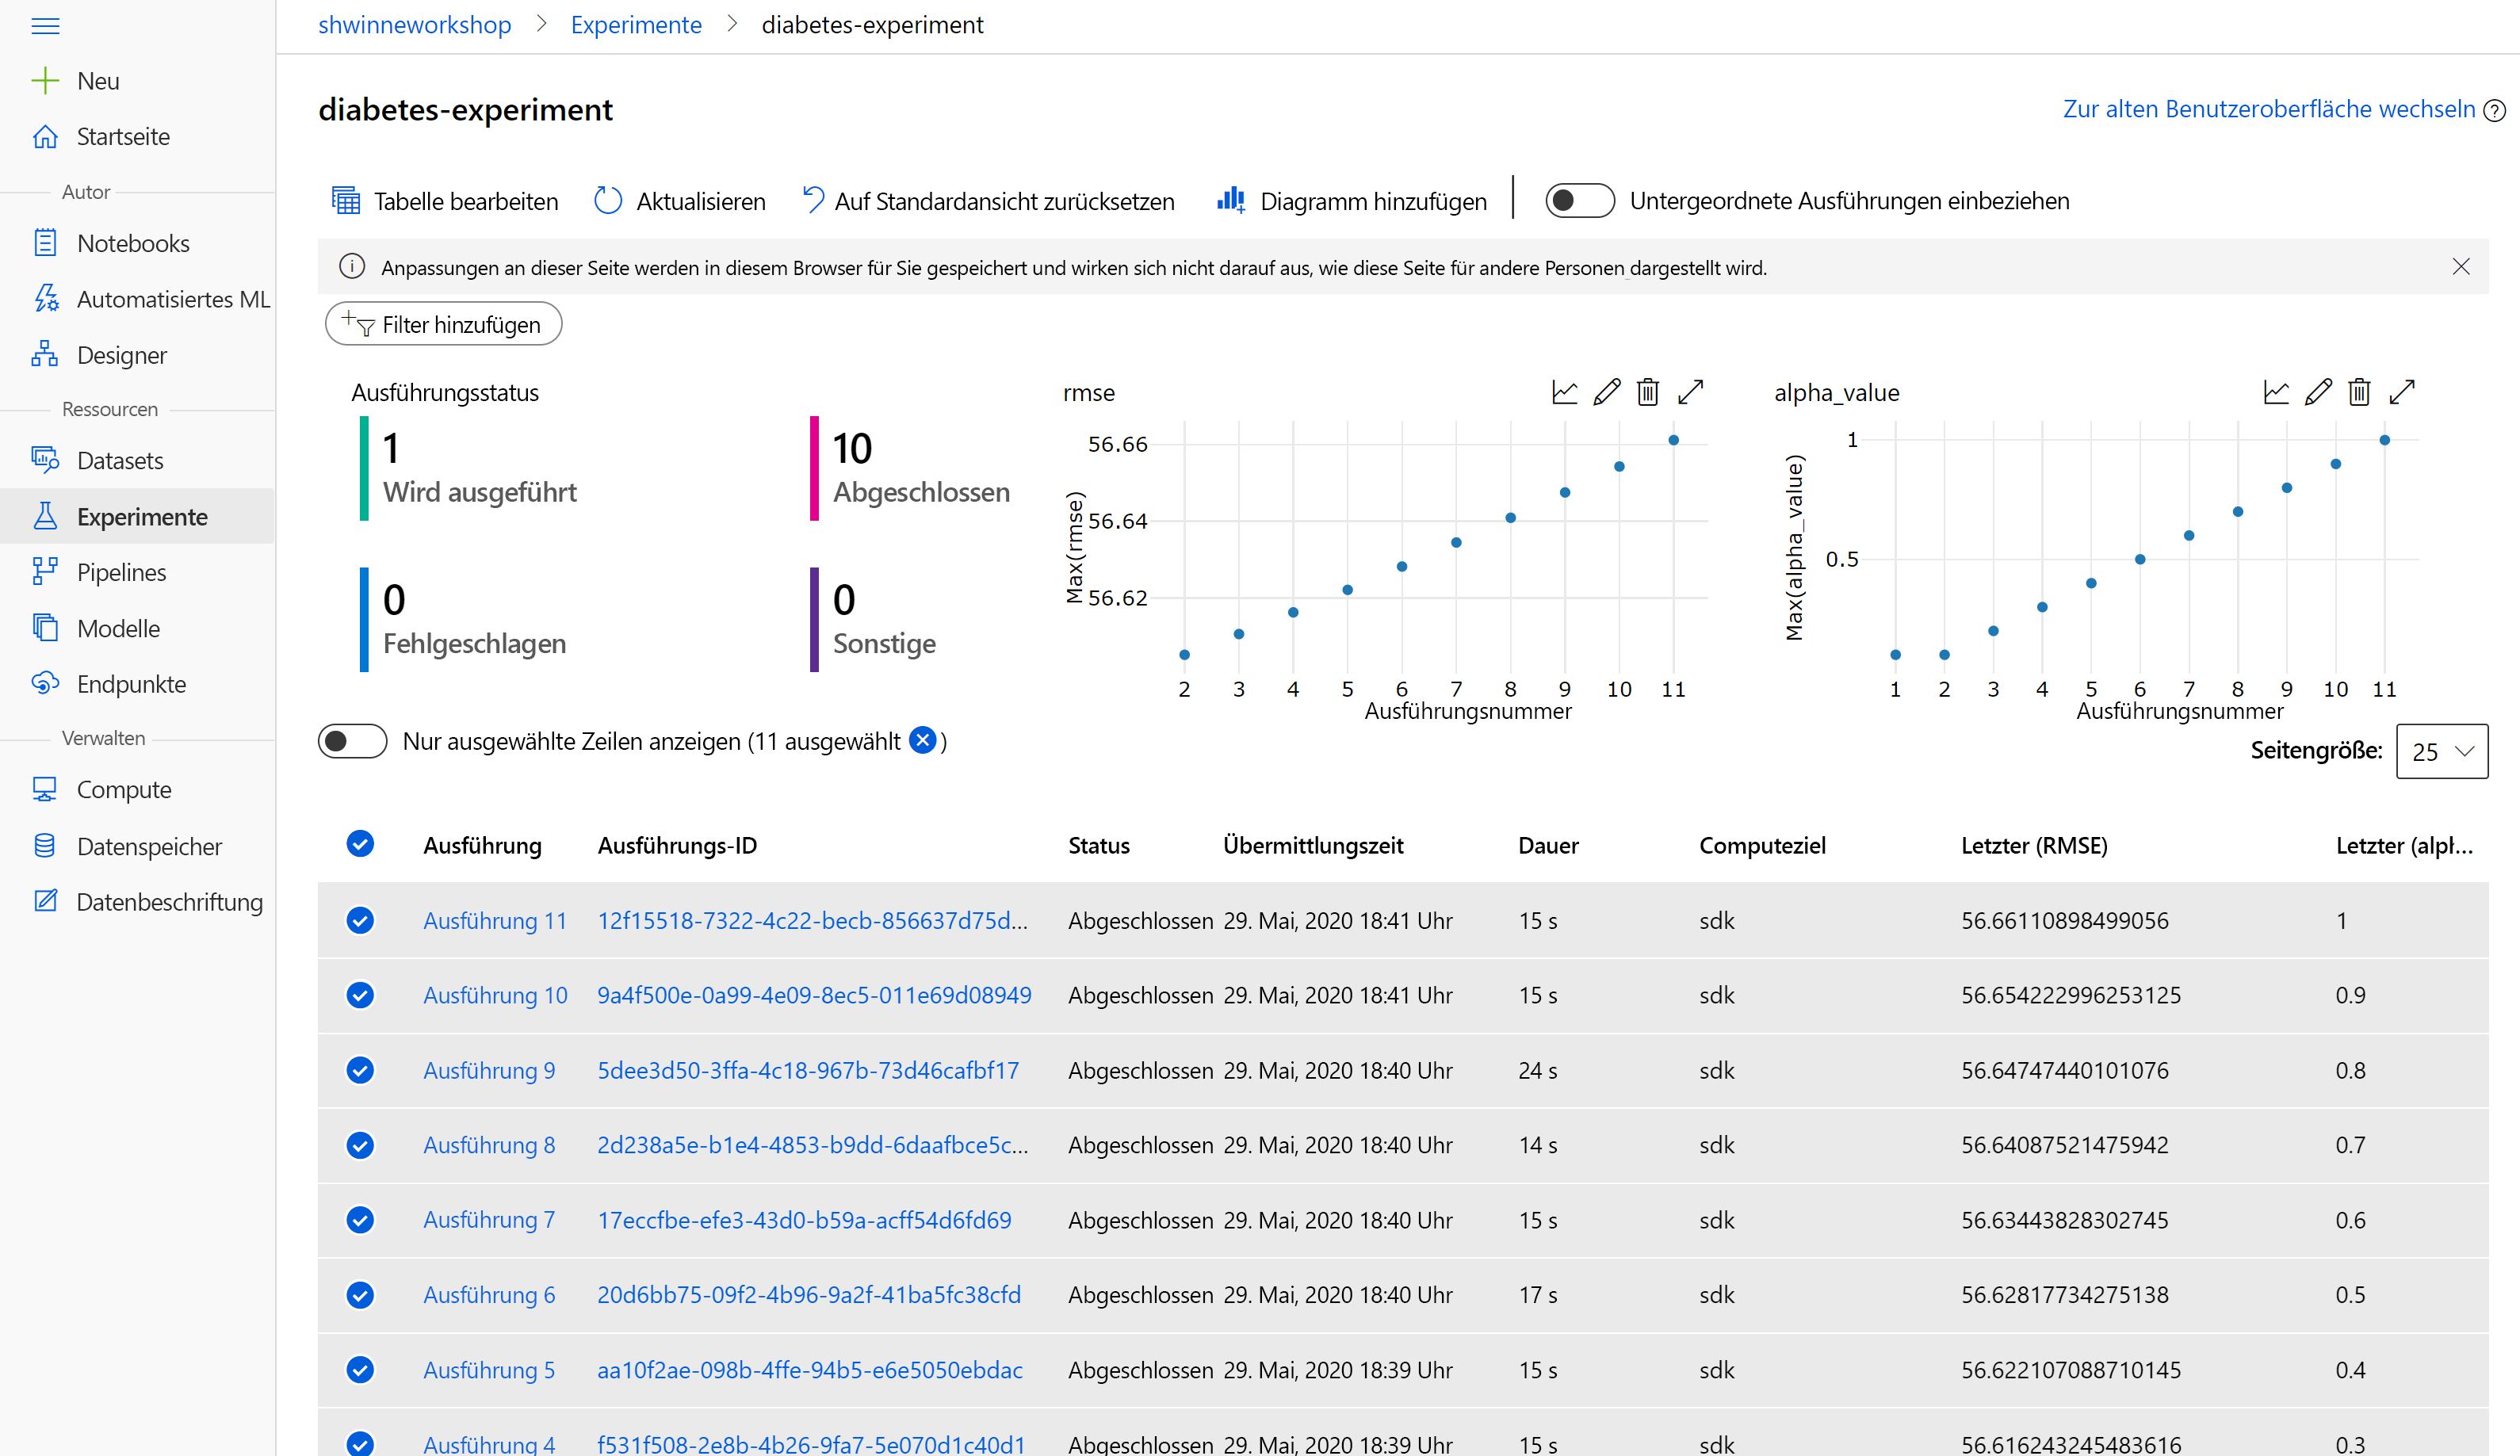 shwinneworkshop > Experimente > diabetes-experiment
Neu
Startseite
Autor
Notebooks
Automatisiertes ML
Designer
Ressourcen
Datasets
Experimente
Pipelines
Modelle
Endpunkte
Verwalten
Compute
Datenspeicher
Datenbeschriftung
diabetes-experiment
Zur alten Benutzeroberfläche wechseln ?
Tabelle bearbeiten Aktualisieren Auf Standardansicht zurücksetzen Diagramm hinzufügen Untergeordnete Ausführungen einbeziehen
Anpassungen an dieser Seite werden in diesem Browser für Sie gespeichert und wirken sich nicht darauf aus, wie diese Seite für andere Personen dargestellt wird.
Filter hinzufügen
Ausführungsstatus
1
Wird ausgeführt
10
Abgeschlossen
0
Fehlgeschlagen
0
Sonstige
rmse
Max(rmse)
56.66
56.64
56.62
2 3 4 5 6 7 8 9 10 11
Ausführungsnummer
alpha_value
Max(alpha_value)
1
0.5
1 2 3 4 5 6 7 8 9 10 11
Ausführungsnummer
Nur ausgewählte Zeilen anzeigen (11 ausgewählt )
Seitengröße: 25
Ausführung Ausführungs-ID Status Übermittlungszeit Dauer Computeziel Letzter (RMSE) Letzter (alpł...
Ausführung 11 12f15518-7322-4c22-becb-856637d75d... Abgeschlossen 29. Mai, 2020 18:41 Uhr 15 s sdk 56.66110898499056 1
Ausführung 10 9a4f500e-0a99-4e09-8ec5-011e69d08949 Abgeschlossen 29. Mai, 2020 18:41 Uhr 15 s sdk 56.654222996253125 0.9
Ausführung 9 5dee3d50-3ffa-4c18-967b-73d46cafbf17 Abgeschlossen 29. Mai, 2020 18:40 Uhr 24 s sdk 56.64747440101076 0.8
Ausführung 8 2d238a5e-b1e4-4853-b9dd-6daafbce5c... Abgeschlossen 29. Mai, 2020 18:40 Uhr 14 s sdk 56.64087521475942 0.7
Ausführung 7 17eccfbe-efe3-43d0-b59a-acff54d6fd69 Abgeschlossen 29. Mai, 2020 18:40 Uhr 15 s sdk 56.63443828302745 0.6
Ausführung 6 20d6bb75-09f2-4b96-9a2f-41ba5fc38cfd Abgeschlossen 29. Mai, 2020 18:40 Uhr 17 s sdk 56.62817734275138 0.5
Ausführung 5 aa10f2ae-098b-4ffe-94b5-e6e5050ebdac Abgeschlossen 29. Mai, 2020 18:39 Uhr 15 s sdk 56.622107088710145 0.4
Ausführung 4 f531f508-2e8b-4b26-9fa7-5e070d1c40d1 Abgeschlossen 29. Mai, 2020 18:39 Uhr 15 s sdk 56.616243245483616 0.3